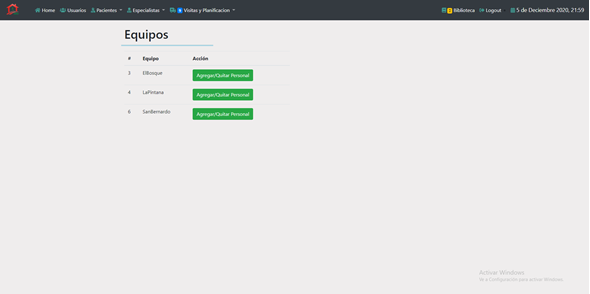 Home Usuarios Pacientes Especialistas Visitas y Planificacion Biblioteca Logout 5 de Deciembre 2020, 21:59
Equipos
# Equipo Acción
3 ElBosque Agregar/Quitar Personal
4 LaPintana Agregar/Quitar Personal
6 SanBernardo Agregar/Quitar Personal
Activar Windows
Ve a Configuración para activar Windows.